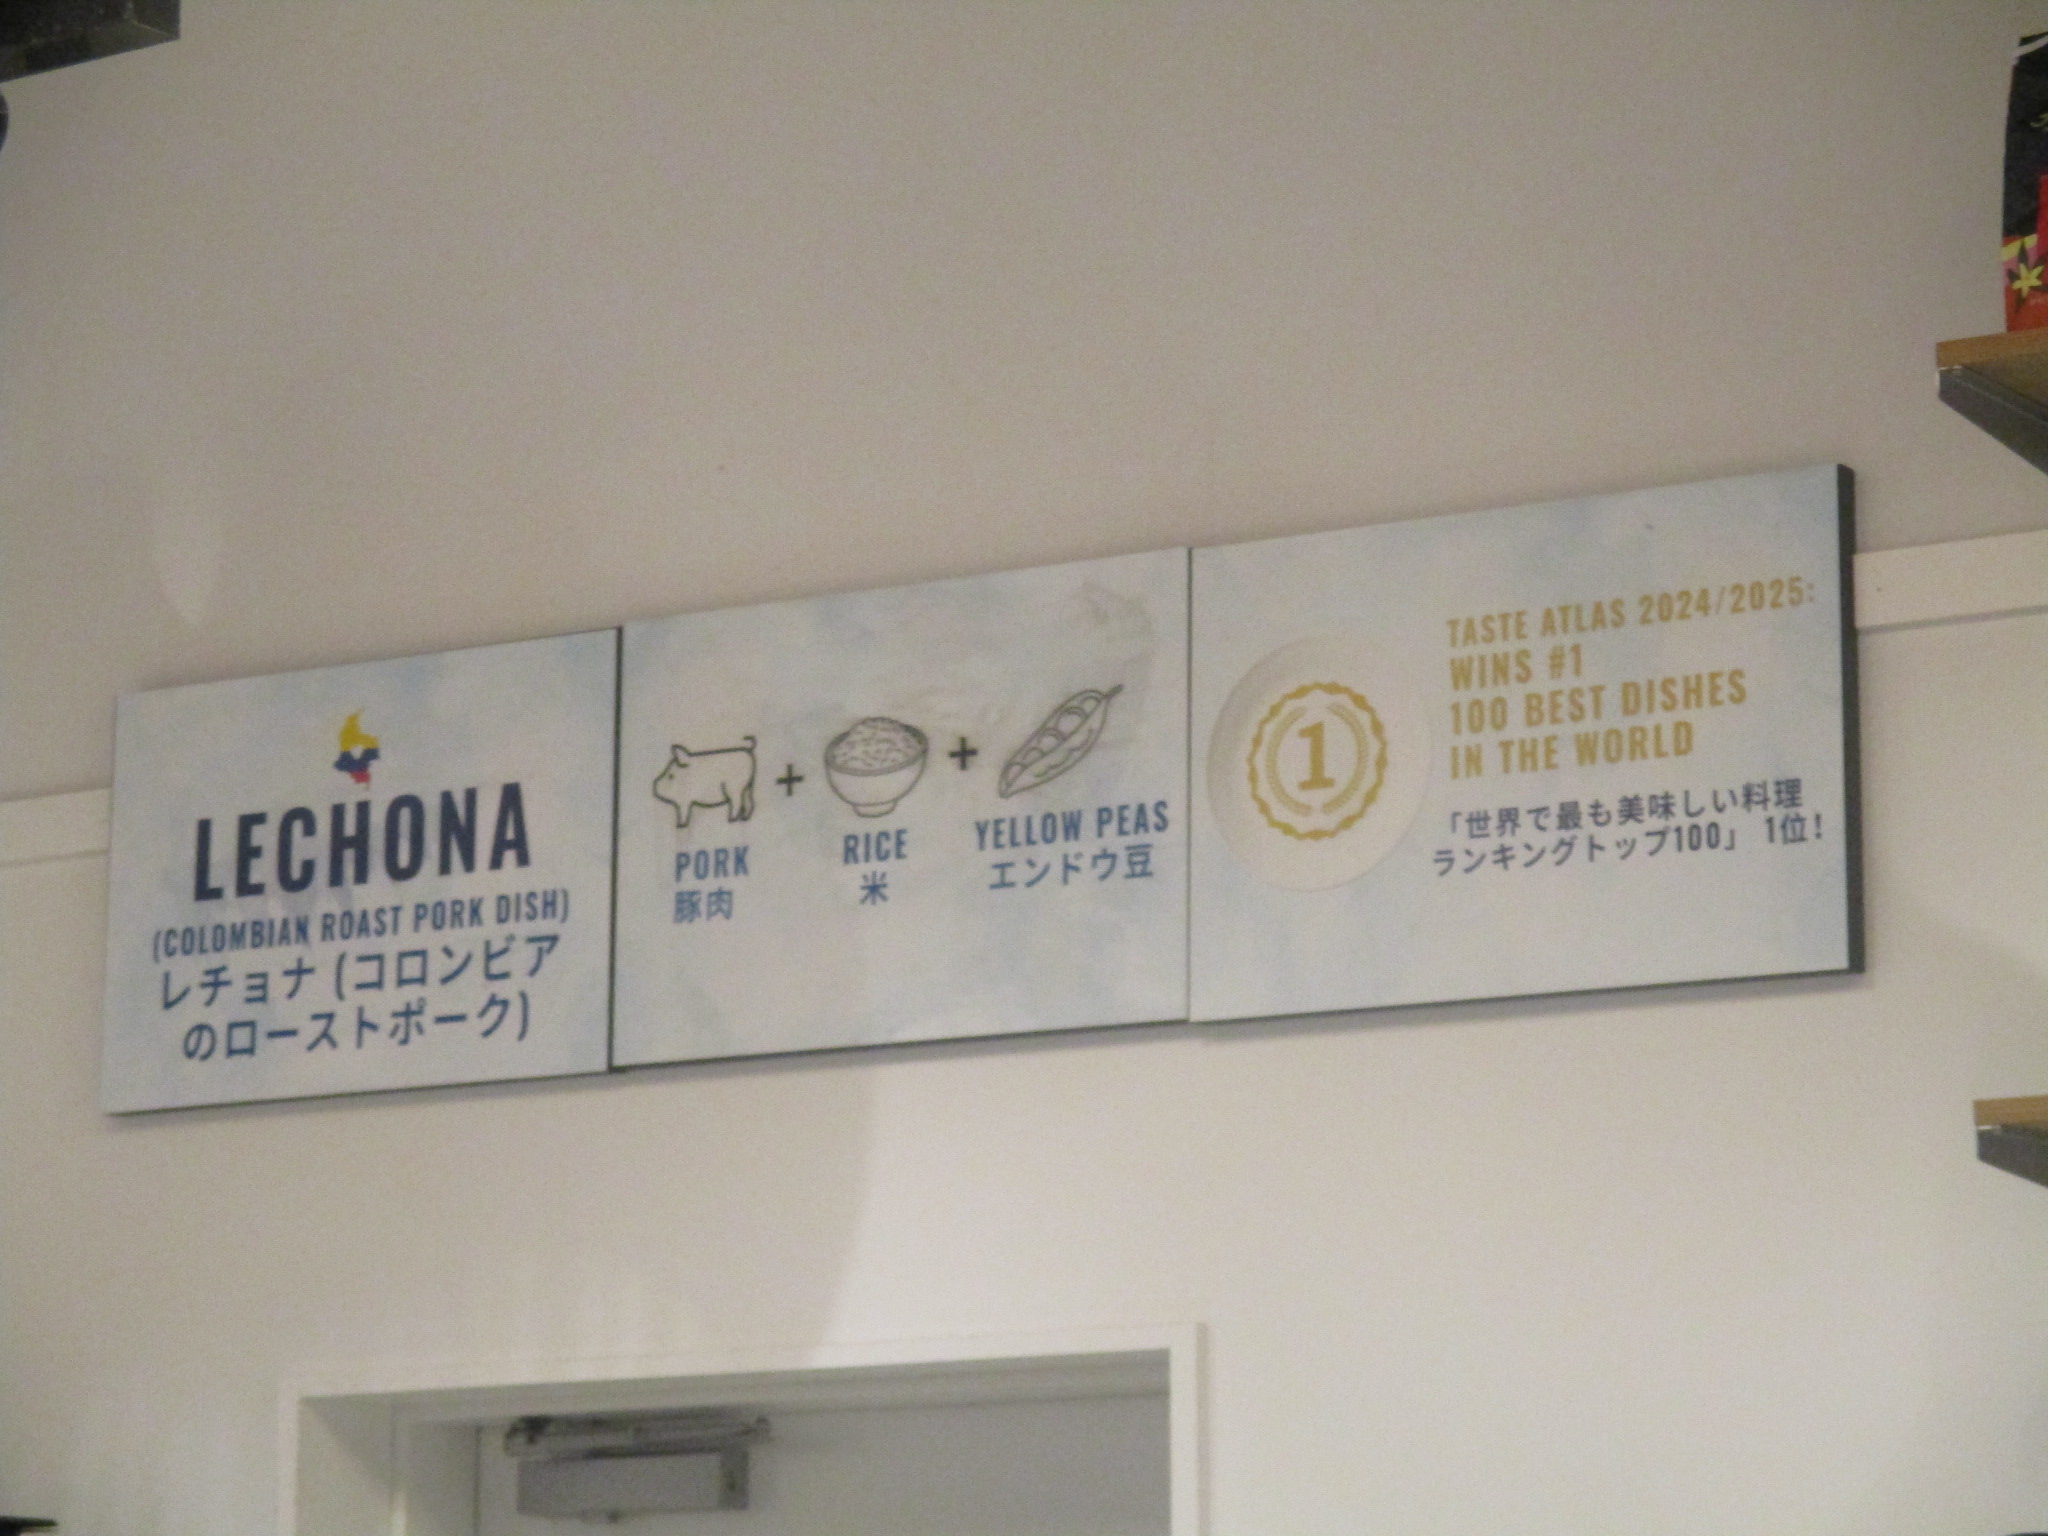 LECHONA
(COLOMBIAN ROAST PORK DISH)
レチョナ (コロンビア
のローストポーク)
PORK
豚肉
+
RICE
米
+
YELLOW PEAS
エンドウ豆
1
TASTE ATLAS 2024/2025:
WINS #1
100 BEST DISHES
IN THE WORLD
「世界で最も美味しい料理
ランキングトップ100」 1位!